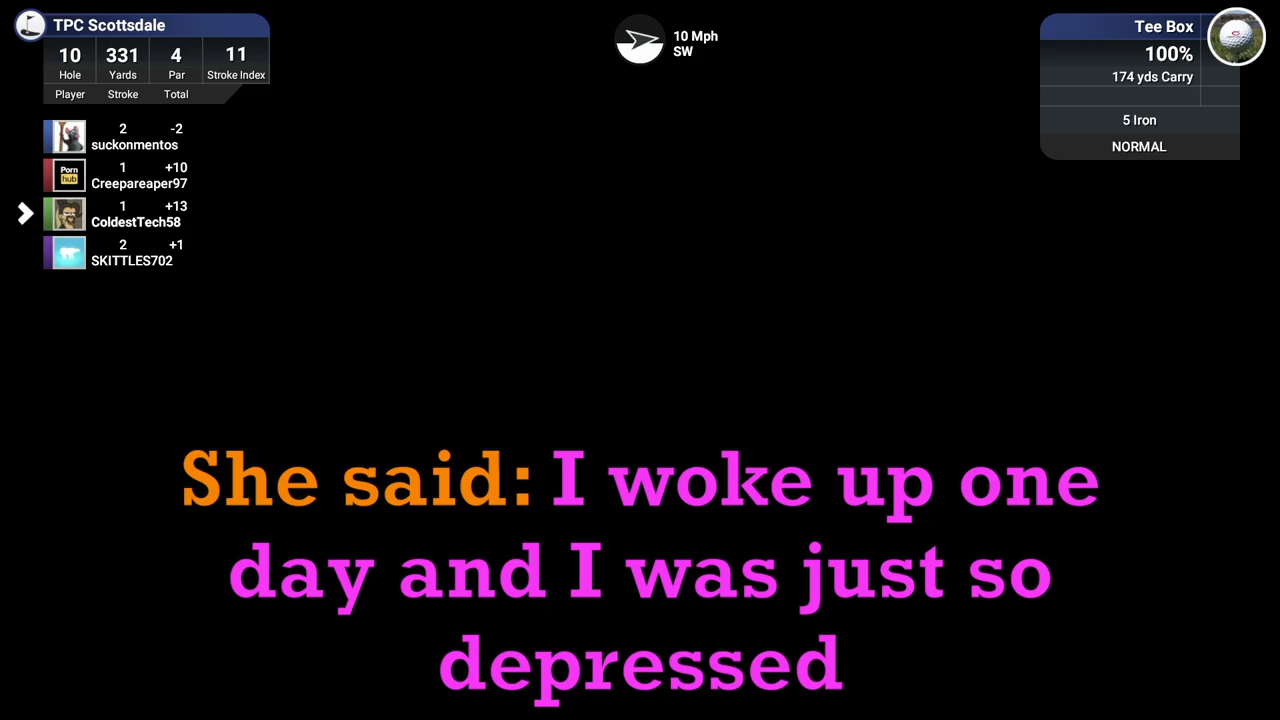 TPC Scottsdale
10 331 4 11
Hole Yards Par Stroke Index
Player Stroke Total
2 -2
suckonmentos
Porn
hub
1 +10
Creepareaper97
1 +13
ColdestTech58
2 +1
SKITTLES702
10 Mph
SW
Tee Box
100%
174 yds Carry
5 Iron
NORMAL
She said: I woke up one
day and I was just so
depressed